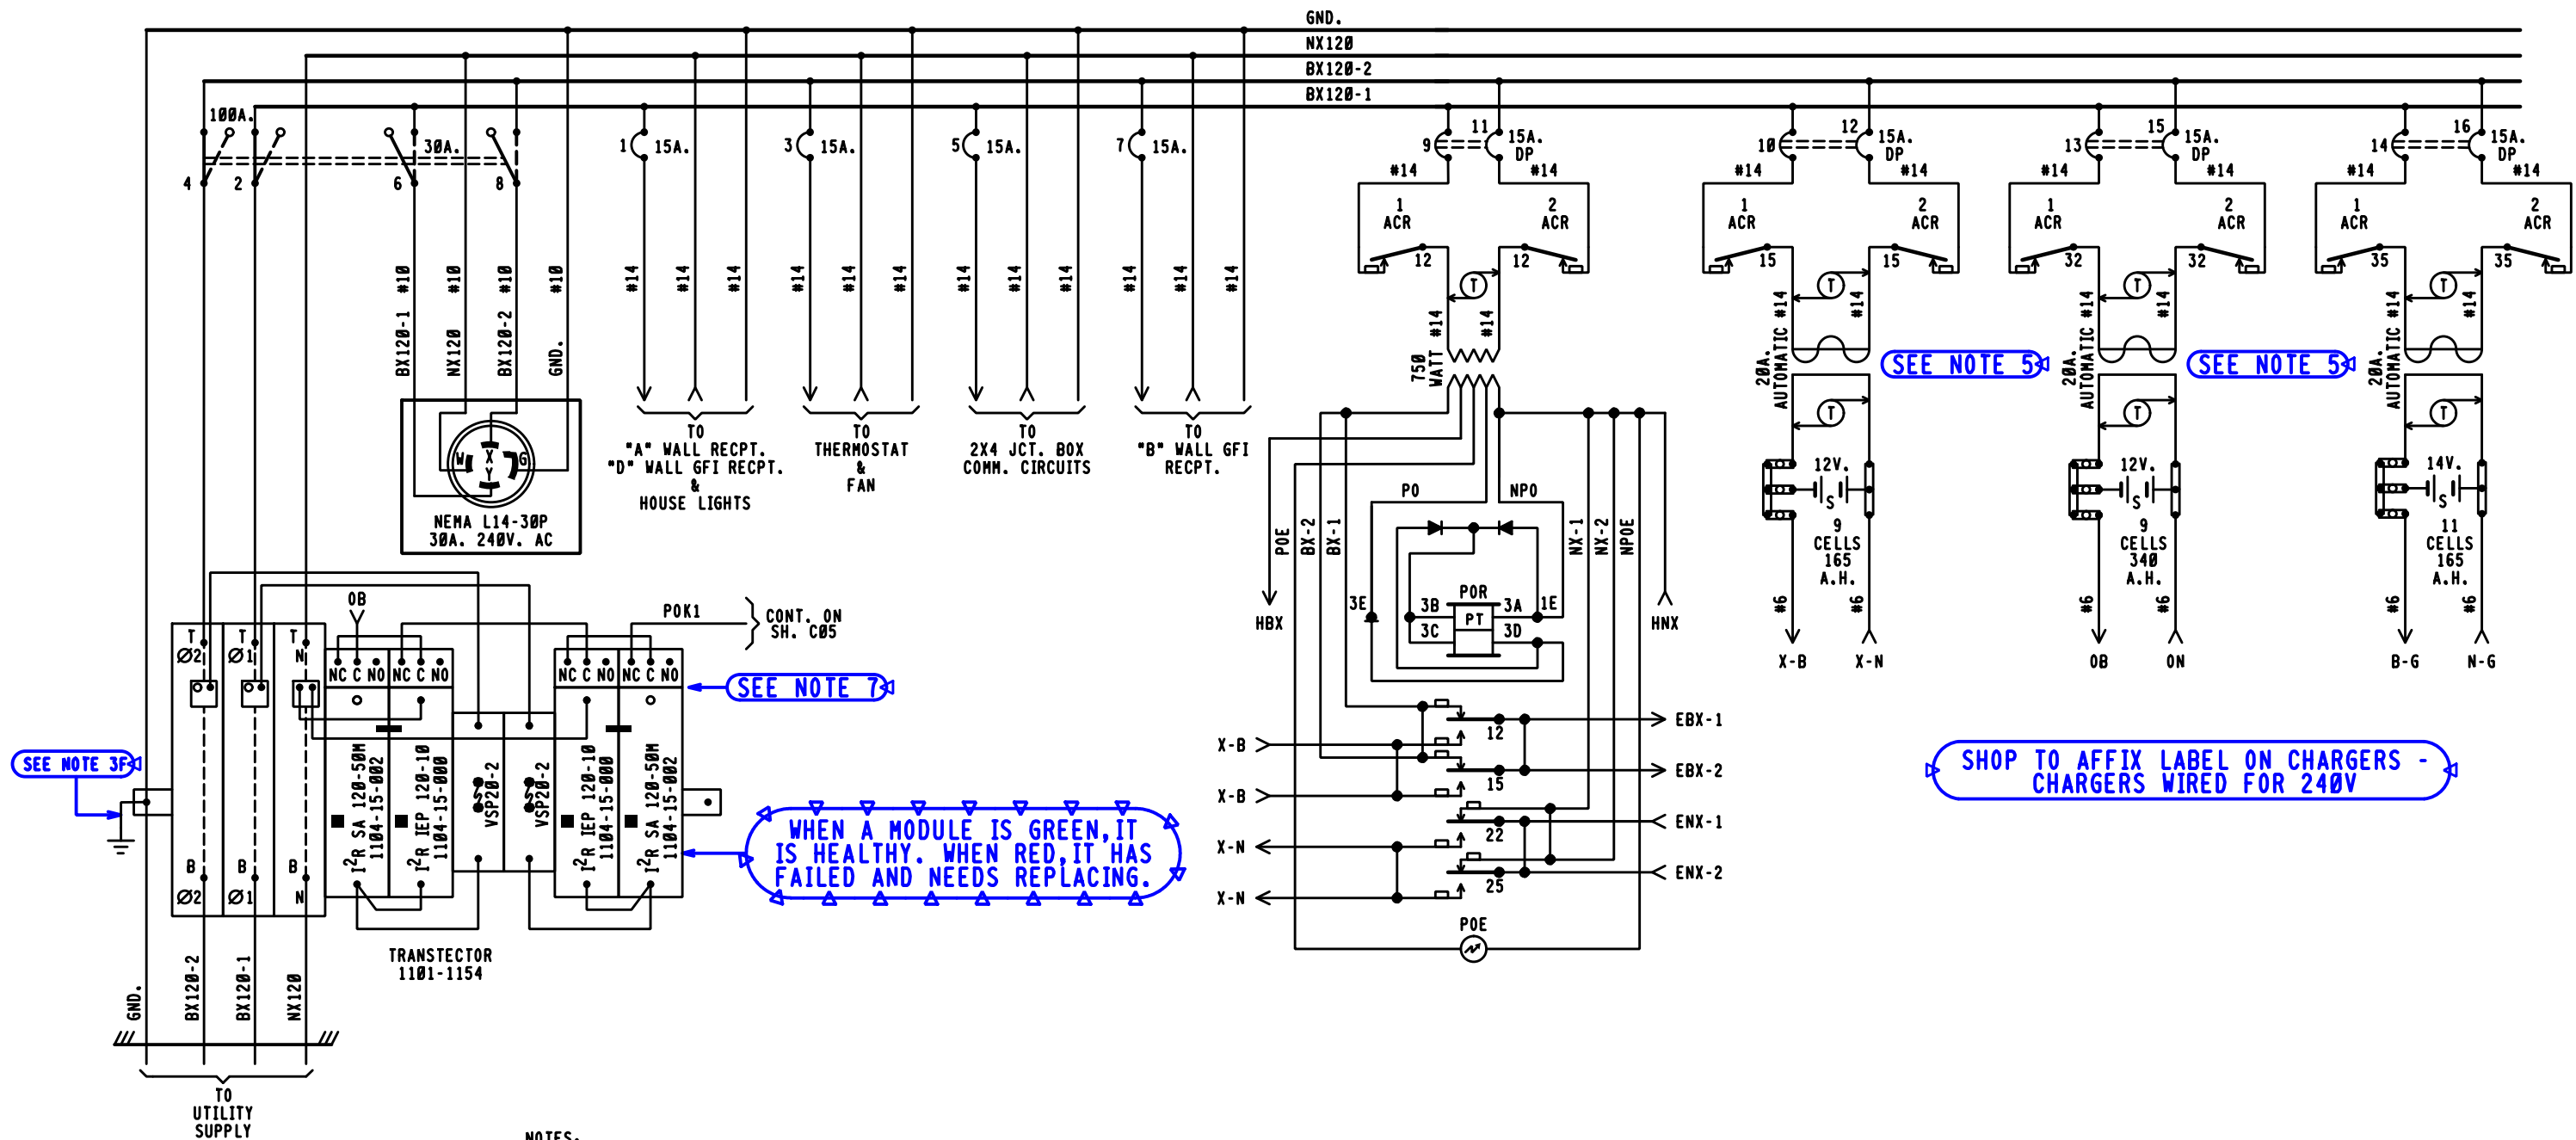 GND.
NX120
BX120-2
BX120-1
100A.
4
2
30A.
6
8
1
15A.
3
15A.
5
15A.
7
15A.
9
11
15A.
DP
10
12
15A.
DP
13
15
15A.
DP
14
16
15A.
DP
#14
#14
#14
#14
#14
#14
#14
#14
1
ACR
2
ACR
1
ACR
2
ACR
1
ACR
2
ACR
1
ACR
2
ACR
12
12
15
15
32
32
35
35
T
T
T
T
BX120-1 #10
NX120 #10
BX120-2 #10
GND. #10
#14
#14
#14
#14
#14
#14
#14
#14
#14
#14
#14
#14
#14
#14
750
WATT
20A.
AUTOMATIC #14
#14
SEE NOTE 5
20A.
AUTOMATIC #14
#14
SEE NOTE 5
20A.
AUTOMATIC #14
#14
T
T
T
W
X
Y
G
NEMA L14-30P
30A. 240V. AC
TO
"A" WALL RECPT.
"D" WALL GFI RECPT.
&
HOUSE LIGHTS
TO
THERMOSTAT
&
FAN
TO
2X4 JCT. BOX
COMM. CIRCUITS
TO
"B" WALL GFI
RECPT.
12V.
S
9
CELLS
165
A.H.
#6
#6
X-B
X-N
12V.
S
9
CELLS
340
A.H.
#6
#6
OB
ON
14V.
S
11
CELLS
165
A.H.
#6
#6
B-G
N-G
POE
BX-2
BX-1
PO
NPO
NX-1
NX-2
NPOE
HBX
HNX
POR
PT
3E
3B
3A
1E
3C
3D
X-B
12
EBX-1
X-B
15
EBX-2
X-N
22
ENX-1
X-N
25
ENX-2
POE
OB
POK1
CONT. ON
SH. C05
T
Ø2
T
Ø1
T
N
NC C NO
NC C NO
NC C NO
NC C NO
SEE NOTE 7
SEE NOTE 3F
I²R SA 120-50M
1104-15-002
I²R IEP 120-10
1104-15-000
VSP20-2
VSP20-2
I²R IEP 120-10
1104-15-000
I²R SA 120-50M
1104-15-002
B
Ø2
B
Ø1
B
N
WHEN A MODULE IS GREEN,IT
IS HEALTHY. WHEN RED,IT HAS
FAILED AND NEEDS REPLACING.
SHOP TO AFFIX LABEL ON CHARGERS -
CHARGERS WIRED FOR 240V
TRANSTECTOR
1101-1154
GND.
BX120-2
BX120-1
NX120
TO
UTILITY
SUPPLY
NOTES.